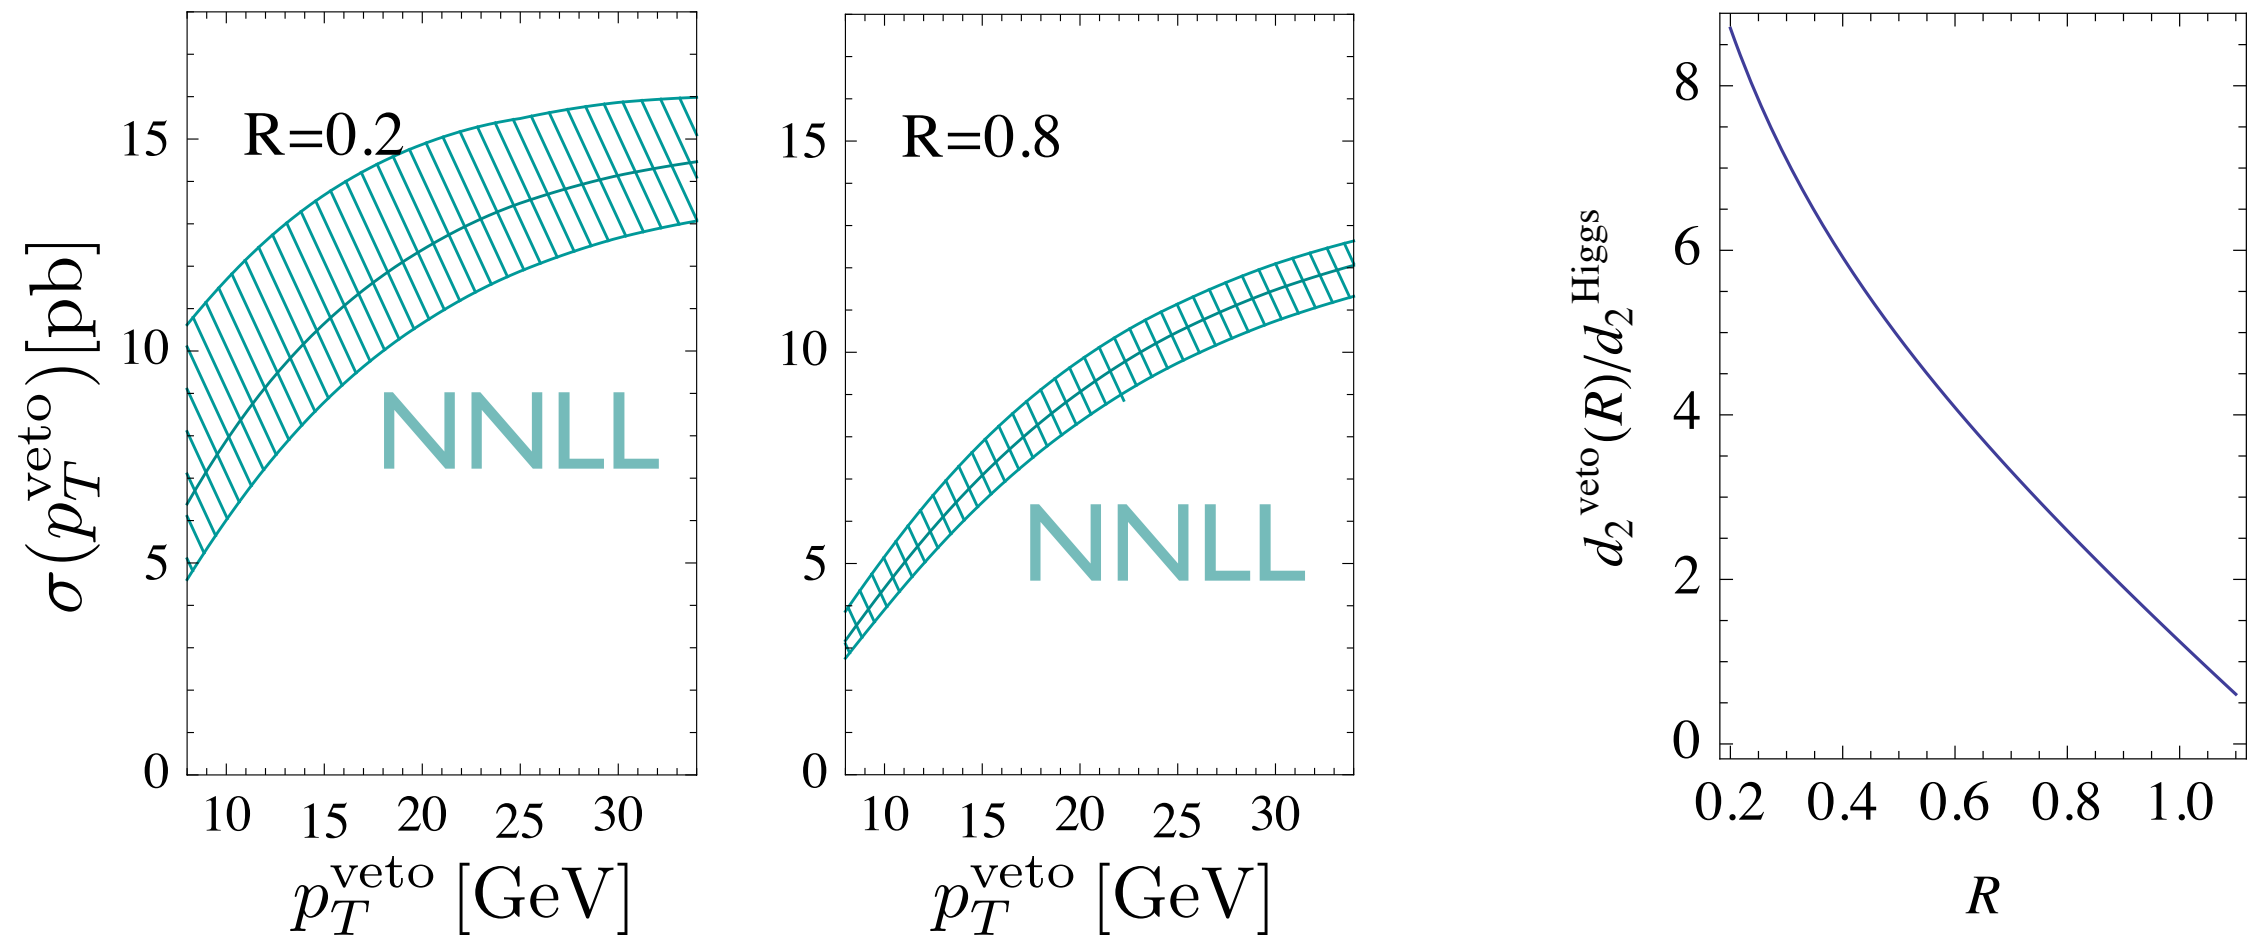 σ(p_T^veto) [pb]
15
10
5
0
R=0.2
NNLL
10 15 20 25 30
p_T^veto [GeV]
15
10
5
0
R=0.8
NNLL
10 15 20 25 30
p_T^veto [GeV]
d_2^veto(R)/d_2^Higgs
8
6
4
2
0
0.2 0.4 0.6 0.8 1.0
R